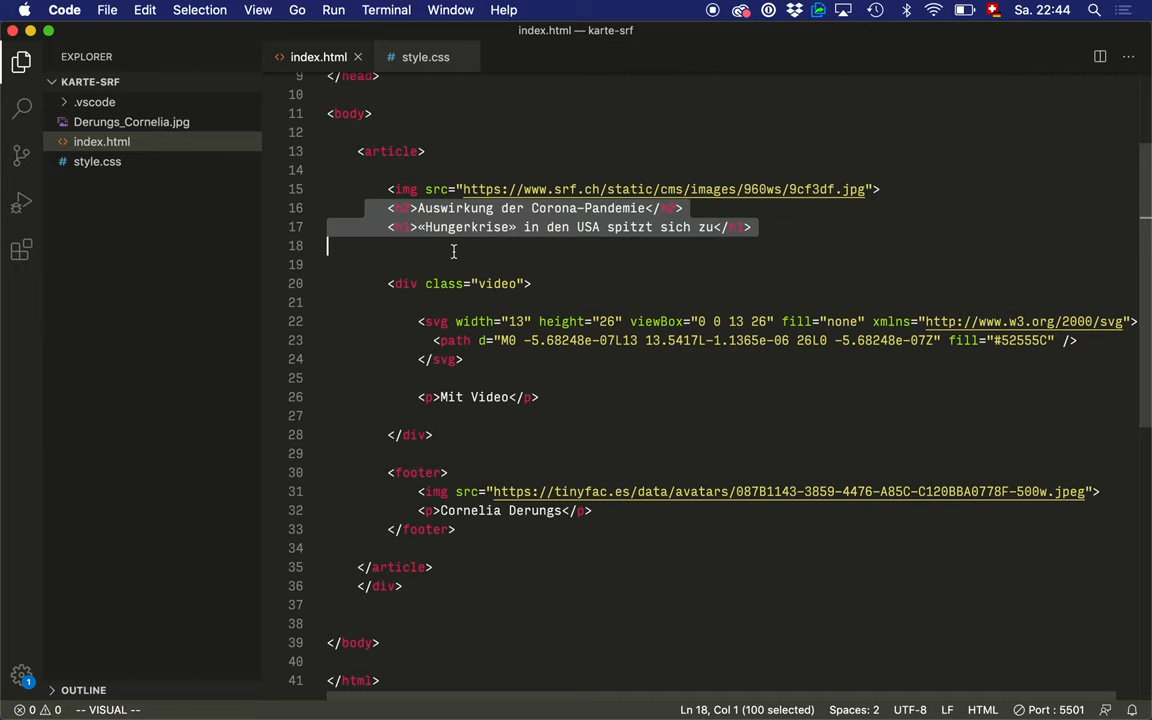 Code File Edit Selection View Go Run Terminal Window Help Sa. 22:44
index.html — karte-srf
EXPLORER
KARTE-SRF
.vscode
Derungs_Cornelia.jpg
index.html
style.css
OUTLINE
index.html
style.css
9 </head>
10
11 <body>
12
13 <article>
14
15 <img src="https://www.srf.ch/static/cms/images/960ws/9cf3df.jpg">
16 <h2>Auswirkung der Corona-Pandemie</h2>
17 <h1>«Hungerkrise» in den USA spitzt sich zu</h1>
18
19
20 <div class="video">
21
22 <svg width="13" height="26" viewBox="0 0 13 26" fill="none" xmlns="http://www.w3.org/2000/svg">
23 <path d="M0 -5.68248e-07L13 13.5417L-1.1365e-06 26L0 -5.68248e-07Z" fill="#52555C" />
24 </svg>
25
26 <p>Mit Video</p>
27
28 </div>
29
30 <footer>
31 <img src="https://tinyfac.es/data/avatars/087B1143-3859-4476-A85C-C120BBA0778F-500w.jpeg">
32 <p>Cornelia Derungs</p>
33 </footer>
34
35 </article>
36 </div>
37
38
39 </body>
40
41 </html>
1
0 0 -- VISUAL -- Ln 18, Col 1 (100 selected) Spaces: 2 UTF-8 LF HTML Port : 5501